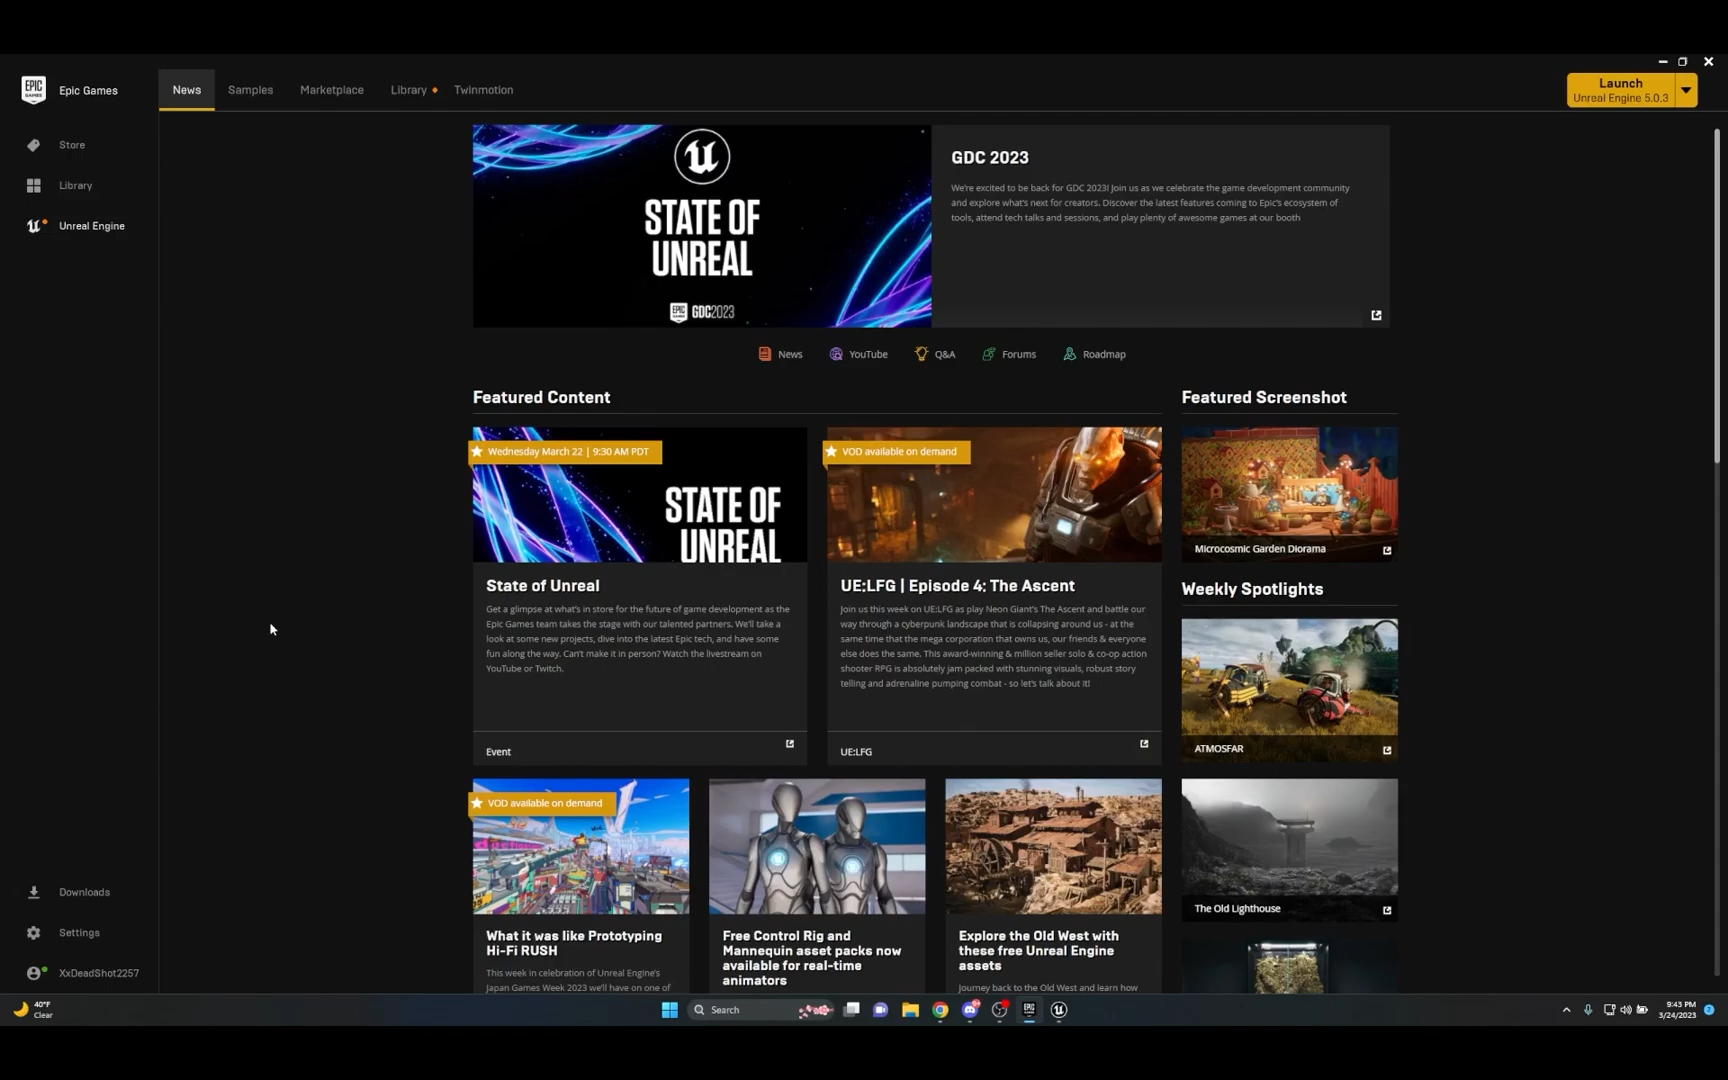 EPIC
GAMES
Epic Games
News
Samples
Marketplace
Library
Twinmotion
Launch
Unreal Engine 5.0.3
Store
Library
Unreal Engine
STATE OF
UNREAL
EPIC
GAMES
GDC2023
GDC 2023
We're excited to be back for GDC 2023! Join us as we celebrate the game development community
and explore what's next for creators. Discover the latest features coming to Epic's ecosystem of
tools, attend tech talks and sessions, and play plenty of awesome games at our booth
News
YouTube
Q&A
Forums
Roadmap
Featured Content
Wednesday March 22 | 9:30 AM PDT
STATE OF
UNREAL
State of Unreal
Get a glimpse at what's in store for the future of game development as the
Epic Games team takes the stage with our talented partners. We'll take a
look at some new projects, dive into the latest Epic tech, and have some
fun along the way. Can't make it in person? Watch the livestream on
YouTube or Twitch.
Event
VOD available on demand
UE:LFG | Episode 4: The Ascent
Join us this week on UE:LFG as play Neon Giant's The Ascent and battle our
way through a cyberpunk landscape that is collapsing around us - at the
same time that the mega corporation that owns us, our friends & everyone
else does the same. This award-winning & million seller solo & co-op action
shooter RPG is absolutely jam packed with stunning visuals, robust story
telling and adrenaline pumping combat - so let's talk about it!
UE:LFG
Featured Screenshot
Microcosmic Garden Diorama
Weekly Spotlights
ATMOSFAR
The Old Lighthouse
VOD available on demand
What it was like Prototyping
Hi-Fi RUSH
This week in celebration of Unreal Engine's
Japan Games Week 2023 we'll have on one of
Free Control Rig and
Mannequin asset packs now
available for real-time
animators
Explore the Old West with
these free Unreal Engine
assets
Journey back to the Old West and learn how
Downloads
Settings
XxDeadShot2257
40°F
Clear
Search
9:43 PM
3/24/2023